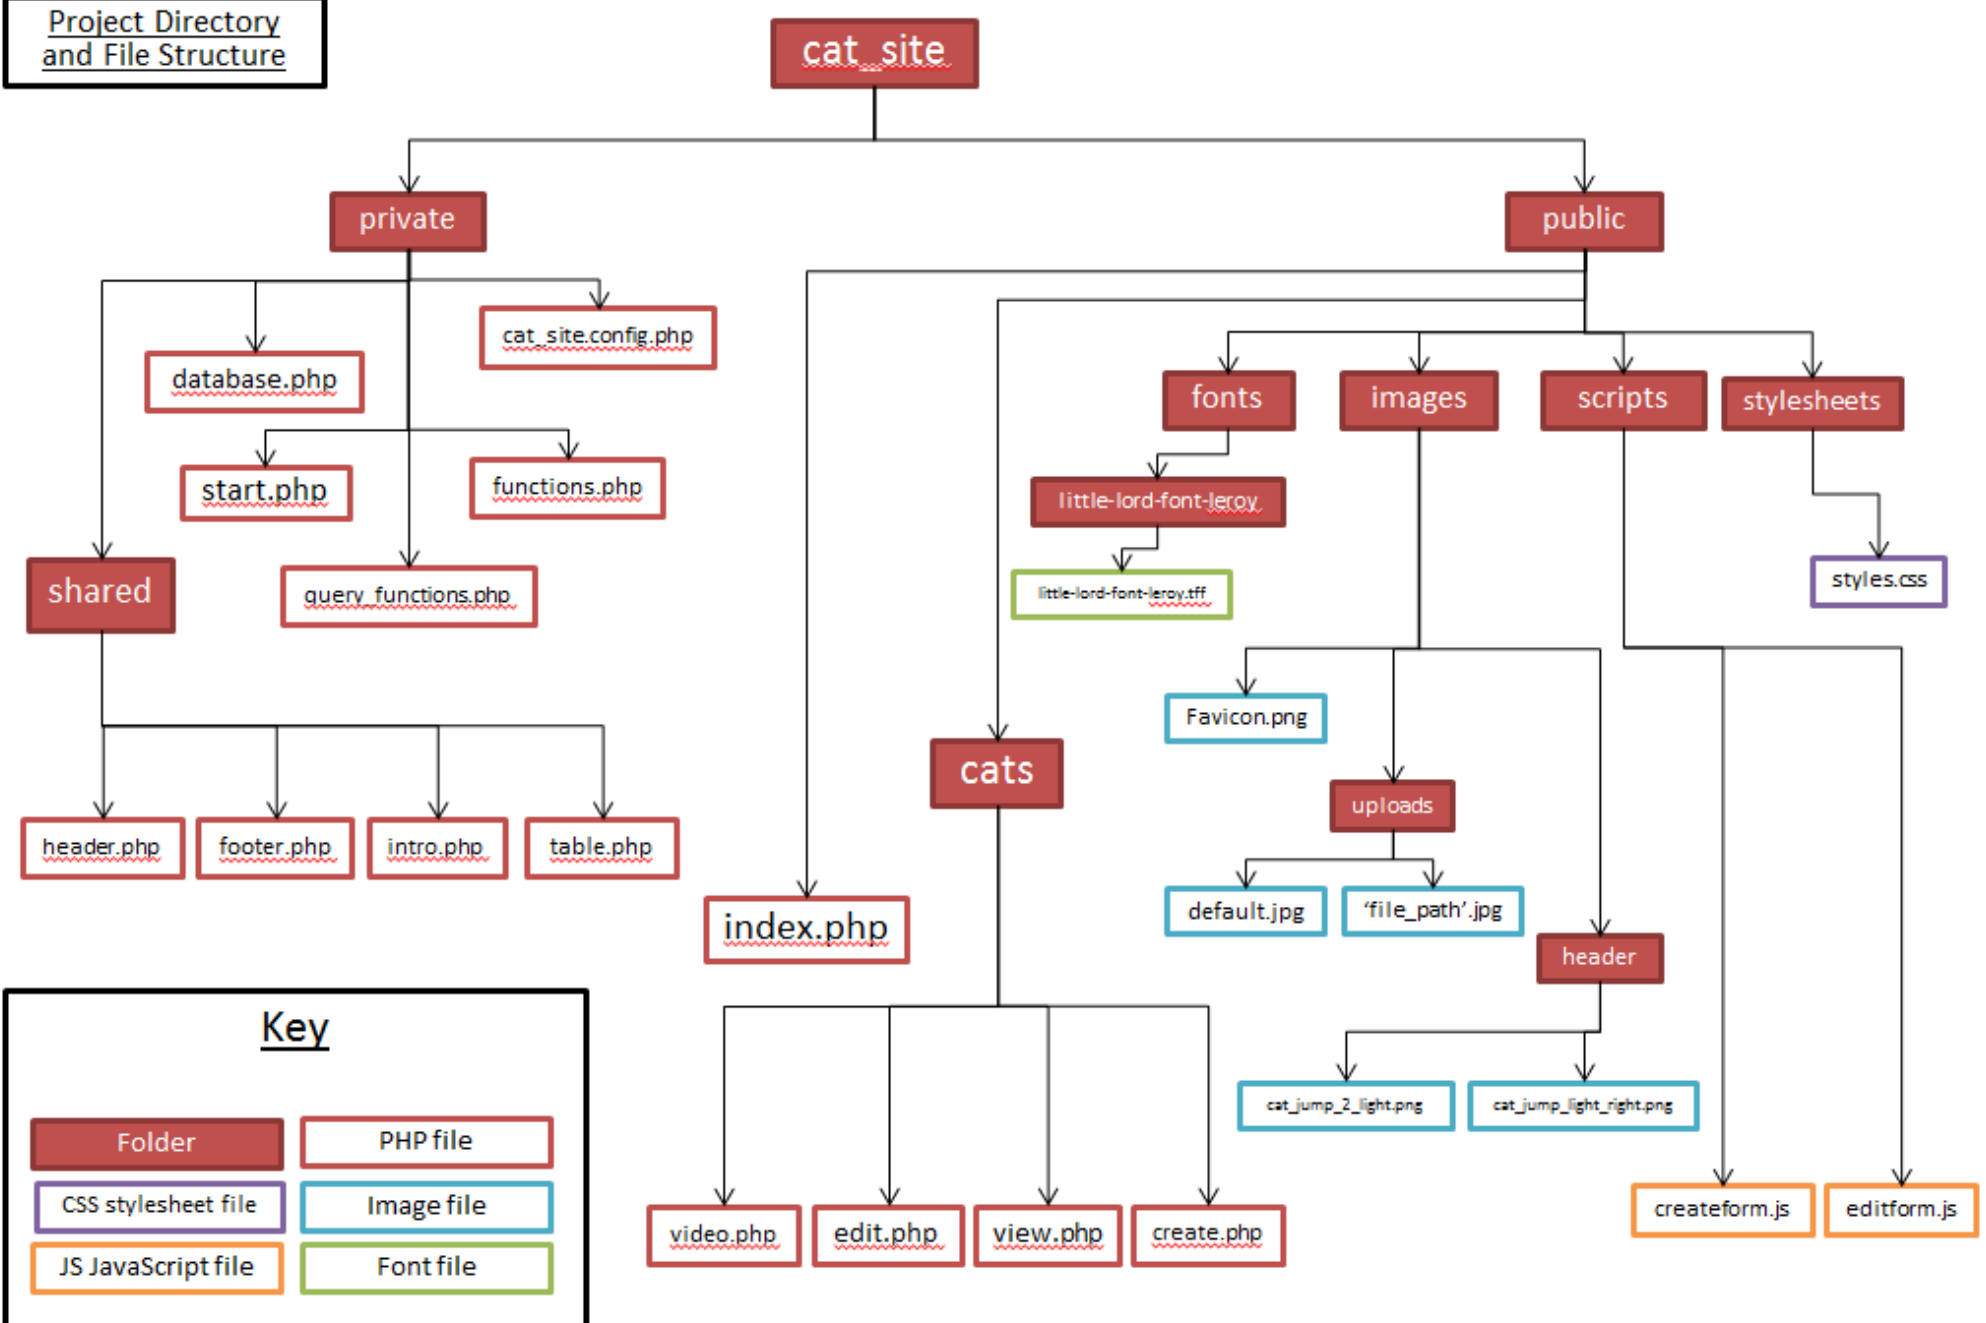 Project Directory
and File Structure
cat_site
private
public
cat_site.config.php
database.php
fonts
images
scripts
stylesheets
start.php
functions.php
little-lord-font-leroy
shared
query_functions.php
little-lord-font-leroy.tff
styles.css
Favicon.png
cats
uploads
header.php
footer.php
intro.php
table.php
index.php
default.jpg
‘file_path’.jpg
header
cat_jump_2_light.png
cat_jump_light_right.png
video.php
edit.php
view.php
create.php
createform.js
editform.js
Key
Folder
PHP file
CSS stylesheet file
Image file
JS JavaScript file
Font file